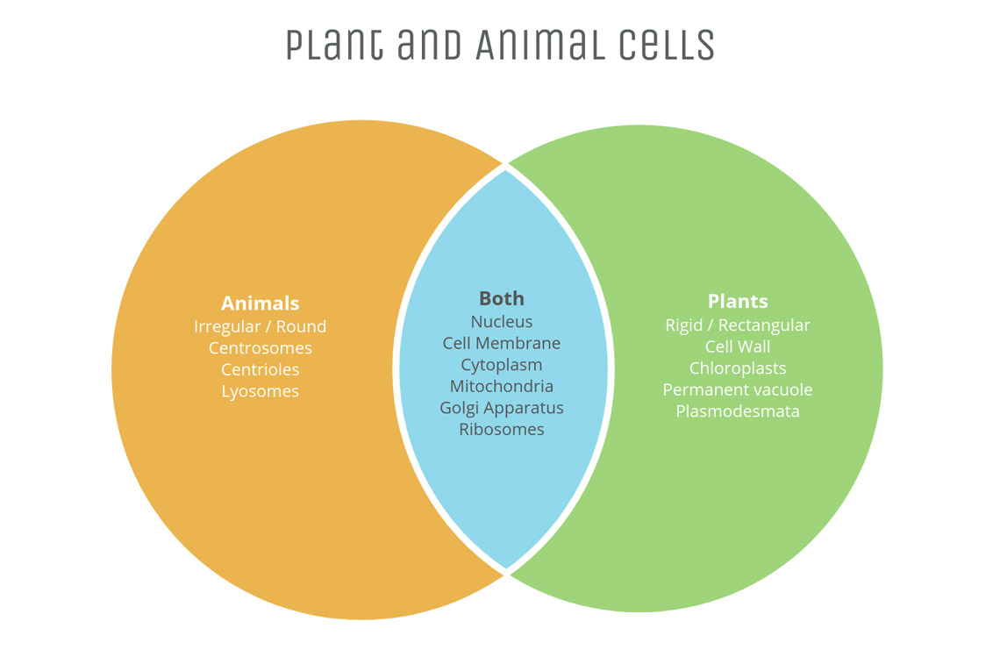 Plant and Animal Cells
Animals
Irregular / Round
Centrosomes
Centrioles
Lyosomes
Both
Nucleus
Cell Membrane
Cytoplasm
Mitochondria
Golgi Apparatus
Ribosomes
Plants
Rigid / Rectangular
Cell Wall
Chloroplasts
Permanent vacuole
Plasmodesmata